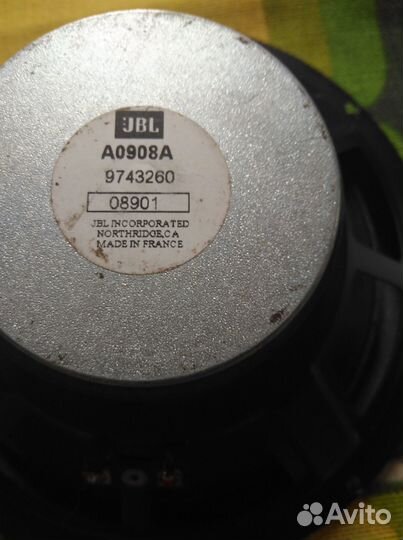 JBL
A0908A
9743260
08901
JBL INCORPORATED
NORTHRIDGE,CA
MADE IN FRANCE
Avito